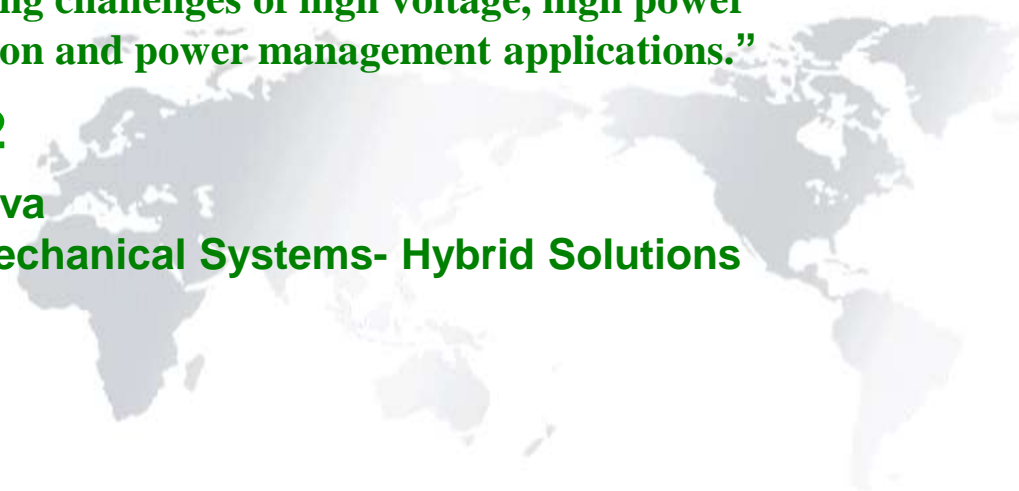 ng challenges of high voltage, high power
on and power management applications.”
2
va
echanical Systems- Hybrid Solutions